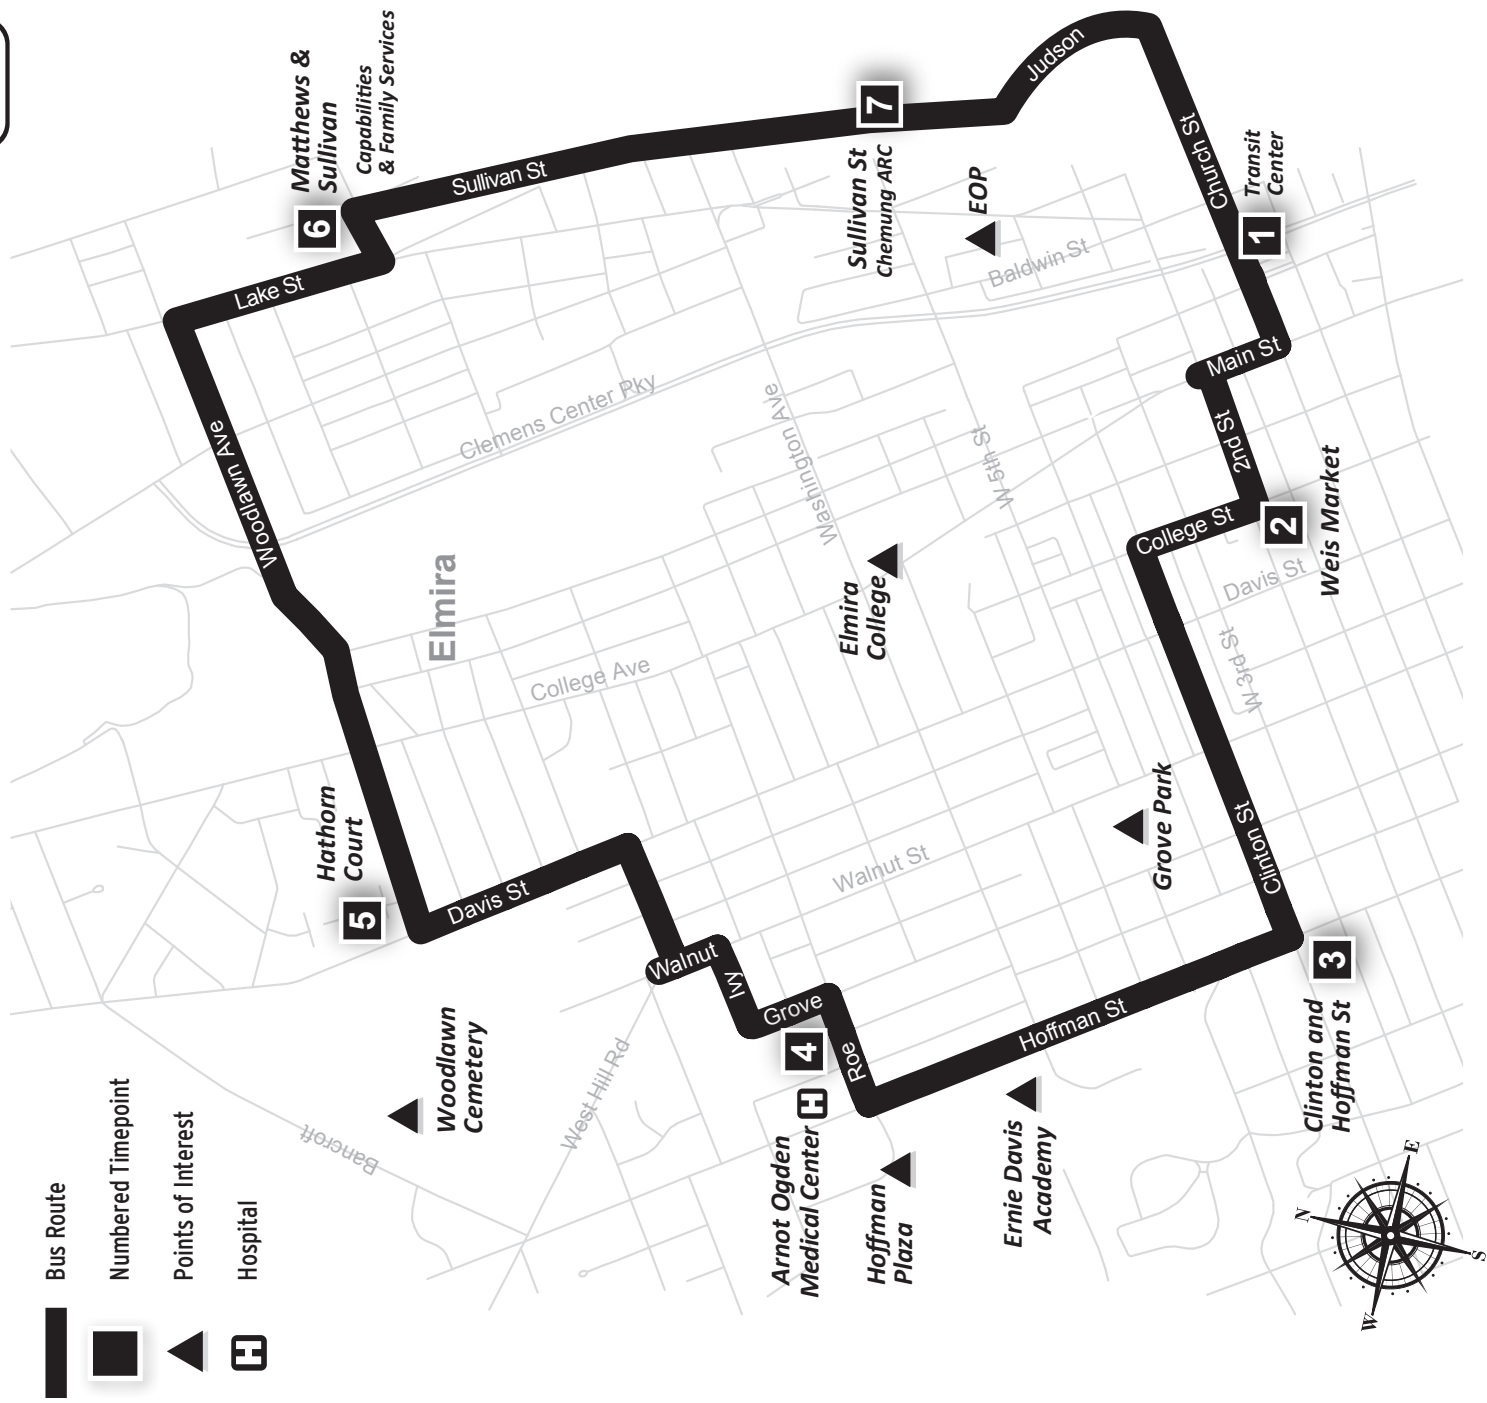 Bus Route
Numbered Timepoint
Points of Interest
H
Hospital
6
Matthews &
Sullivan
Capabilities
& Family Services
Lake St
Sullivan St
7
Sullivan St
Chemung ARC
Judson
EOP
Church St
1
Transit
Center
Baldwin St
Main St
2nd St
2
Weis Market
College St
Davis St
W 3rd St
Clemens Center Pky
Washington Ave
W 5th St
Woodlawn Ave
Elmira
College Ave
Elmira
College
Hathorn
Court
5
Davis St
Walnut St
Grove Park
Clinton St
Walnut
Ivy
Grove
4
Roe
Hoffman St
3
Clinton and
Hoffman St
Woodlawn
Cemetery
Bancroft
West Hill Rd
H
Arnot Ogden
Medical Center
Hoffman
Plaza
Ernie Davis
Academy
N
E
S
W